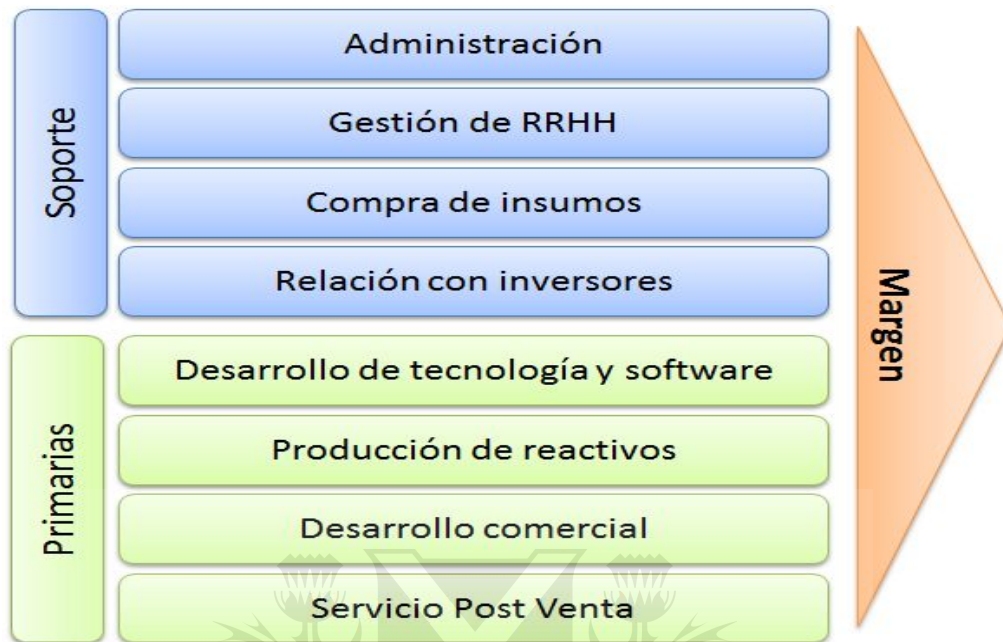 Soporte
Administración
Gestión de RRHH
Compra de insumos
Relación con inversores
Primarias
Desarrollo de tecnología y software
Producción de reactivos
Desarrollo comercial
Servicio Post Venta
Margen